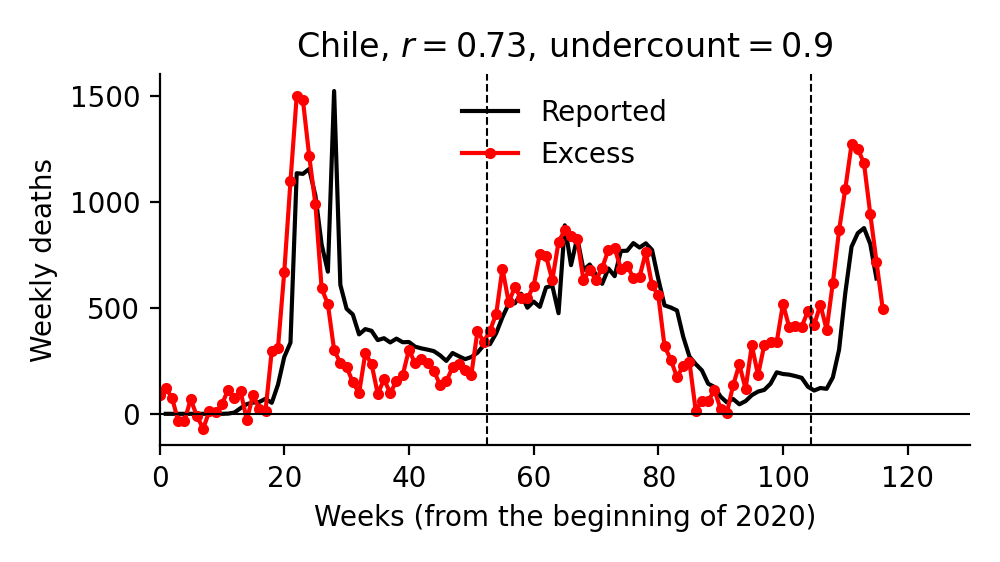 Chile, r = 0.73, undercount = 0.9
Reported
Excess
Weekly deaths
1500
1000
500
0
0 20 40 60 80 100 120
Weeks (from the beginning of 2020)